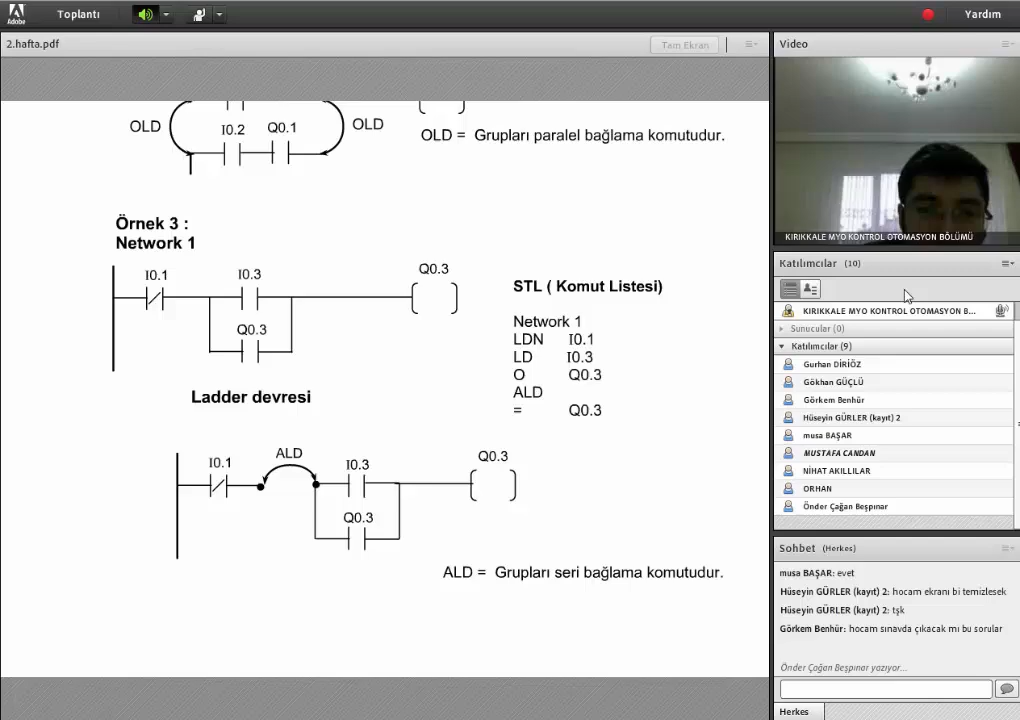 Adobe
Toplantı
Yardım
2.hafta.pdf
Tam Ekran
OLD
I0.2
Q0.1
OLD
OLD = Grupları paralel bağlama komutudur.
Örnek 3 :
Network 1
I0.1
I0.3
Q0.3
Q0.3
Ladder devresi
STL ( Komut Listesi)
Network 1
LDN I0.1
LD I0.3
O Q0.3
ALD
= Q0.3
I0.1
ALD
I0.3
Q0.3
Q0.3
ALD = Grupları seri bağlama komutudur.
Video
KIRIKKALE MYO KONTROL OTOMASYON BÖLÜMÜ
Katılımcılar (10)
KIRIKKALE MYO KONTROL OTOMASYON B...
Sunucular (0)
Katılımcılar (9)
Gurhan DİRİÖZ
Gökhan GÜÇLÜ
Görkem Benhür
Hüseyin GÜRLER (kayıt) 2
musa BAŞAR
MUSTAFA CANDAN
NİHAT AKILLILAR
ORHAN
Önder Çağan Beşpınar
Sohbet (Herkes)
musa BAŞAR: evet
Hüseyin GÜRLER (kayıt) 2: hocam ekranı bi temizlesek
Hüseyin GÜRLER (kayıt) 2: tşk
Görkem Benhür: hocam sınavda çıkacak mı bu sorular
Önder Çağan Beşpınar yazıyor...
Herkes